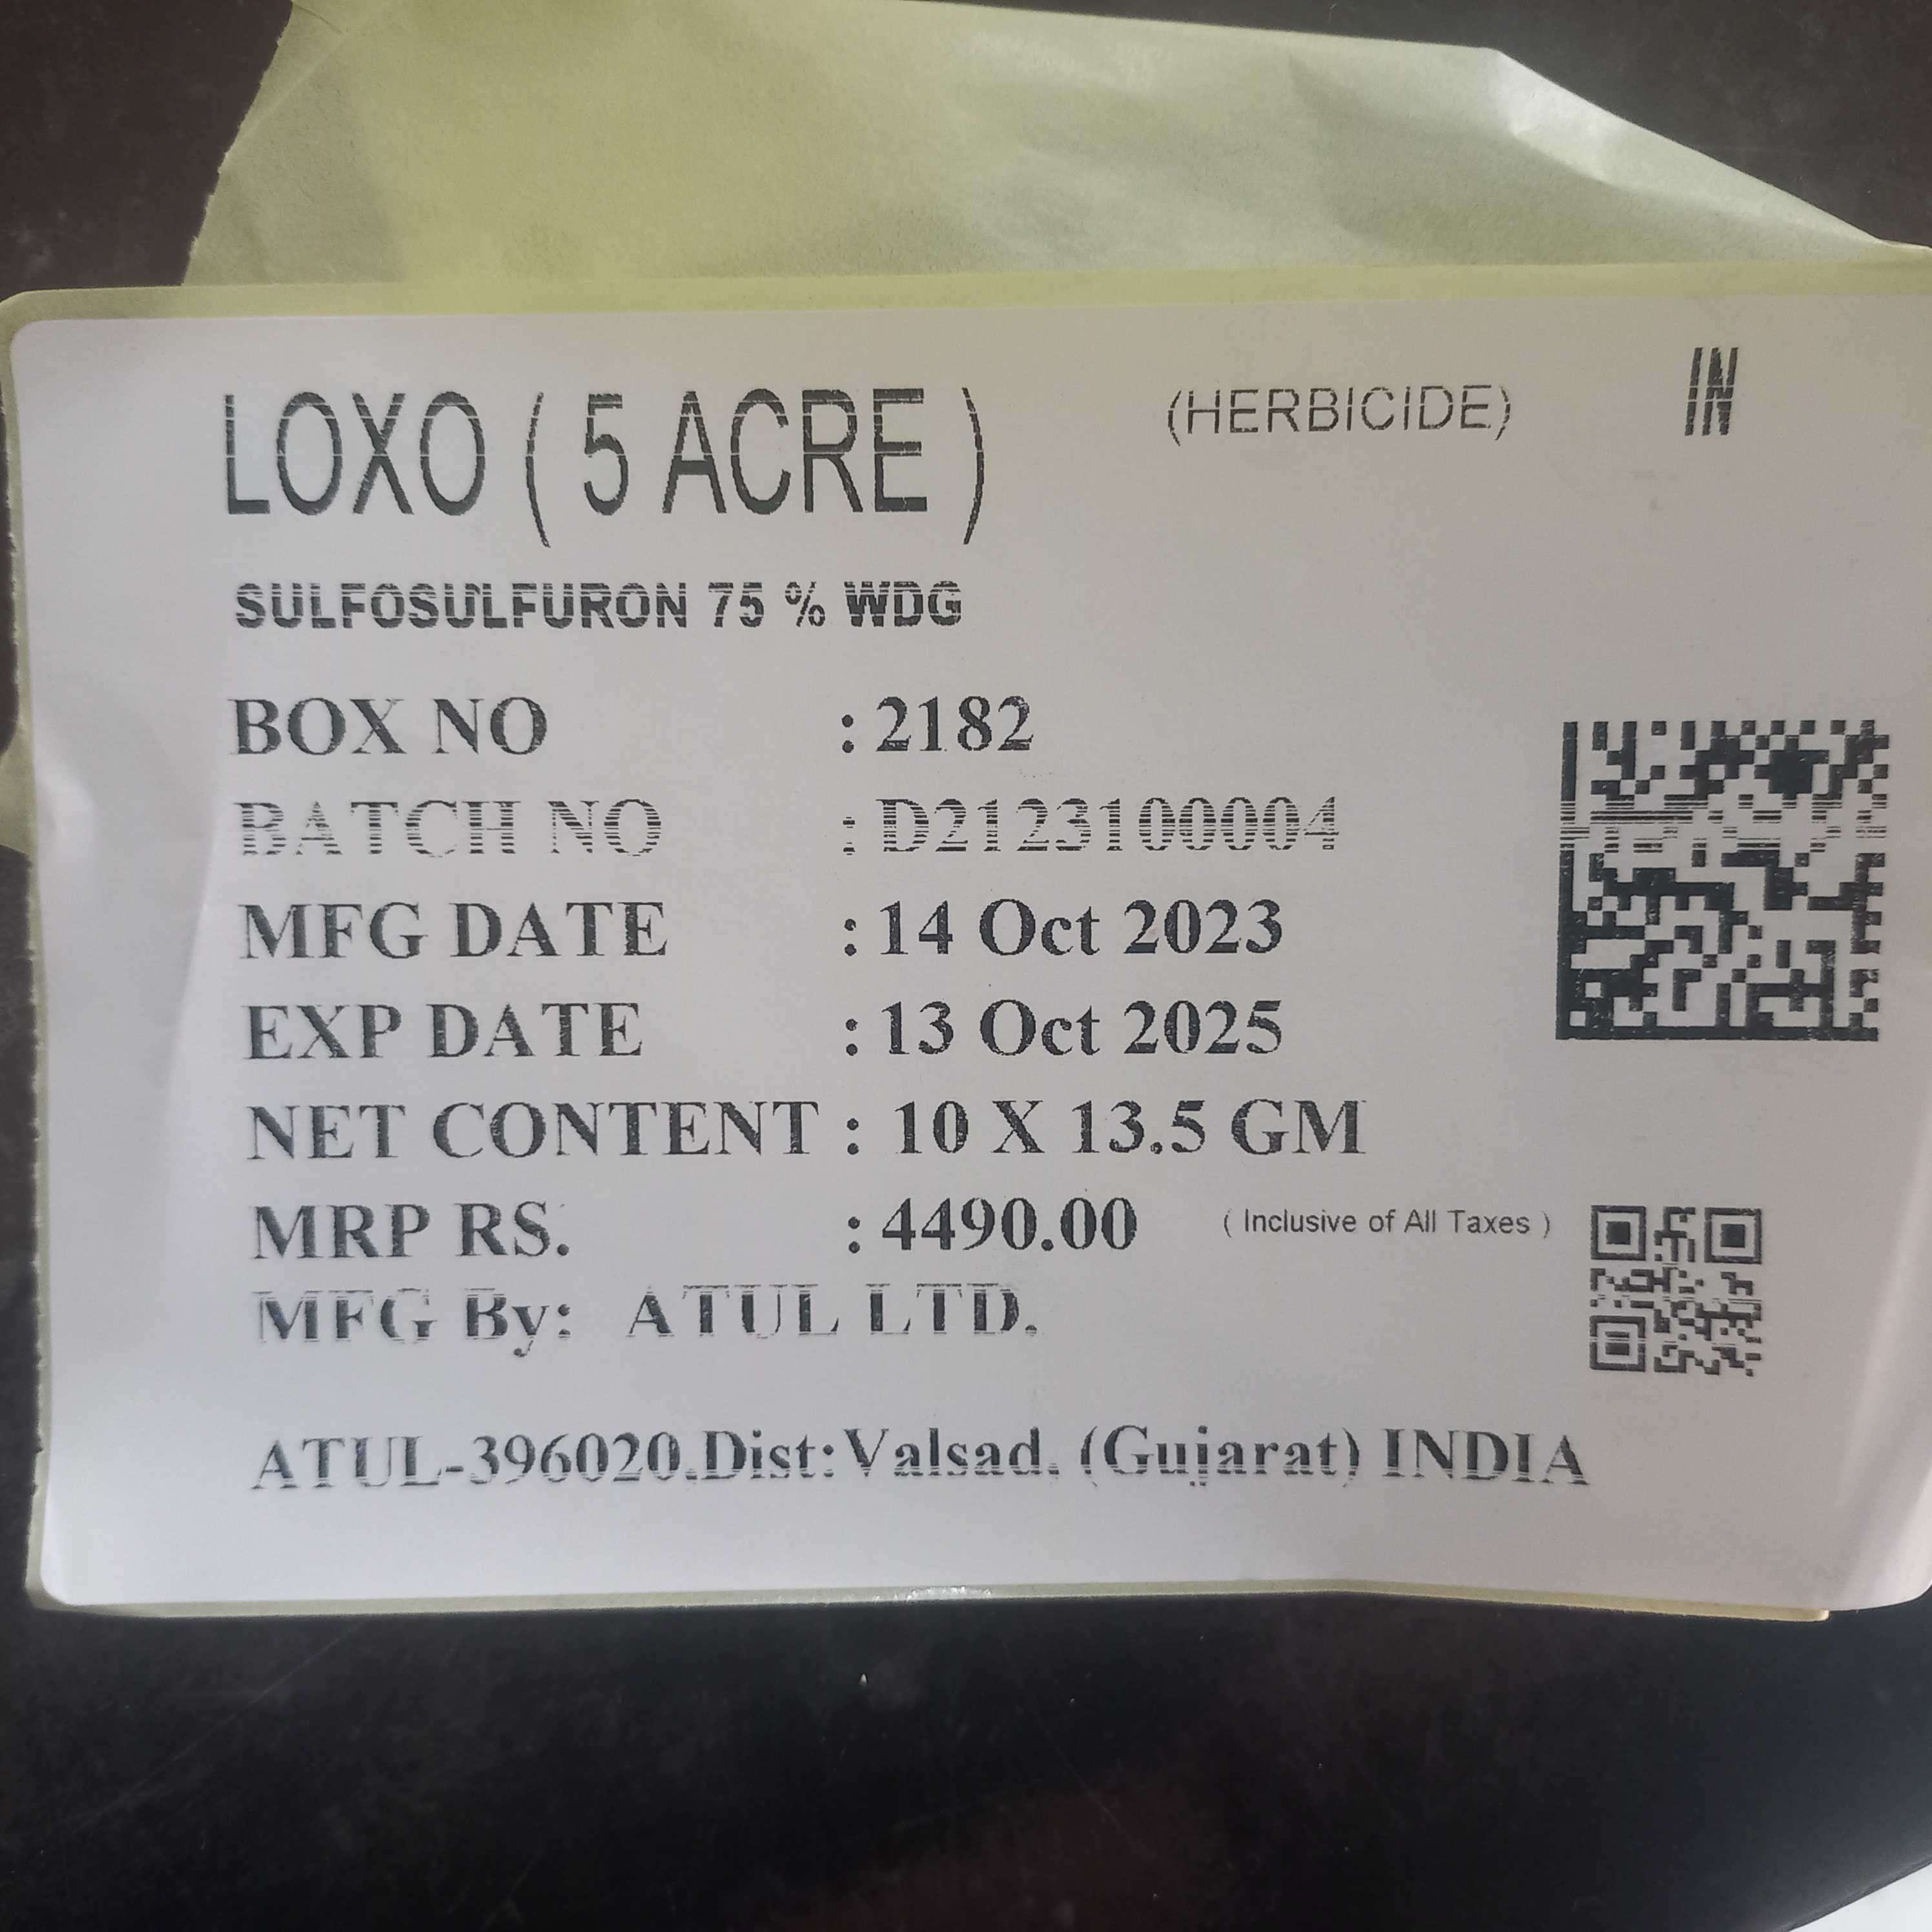 LOXO ( 5 ACRE ) (HERBICIDE) IN
SULFOSULFURON 75 % WDG
BOX NO : 2182
BATCH NO : D2123100004
MFG DATE : 14 Oct 2023
EXP DATE : 13 Oct 2025
NET CONTENT : 10 X 13.5 GM
MRP RS. : 4490.00 ( Inclusive of All Taxes )
MFG By: ATUL LTD.
ATUL-396020.Dist:Valsad. (Gujarat) INDIA